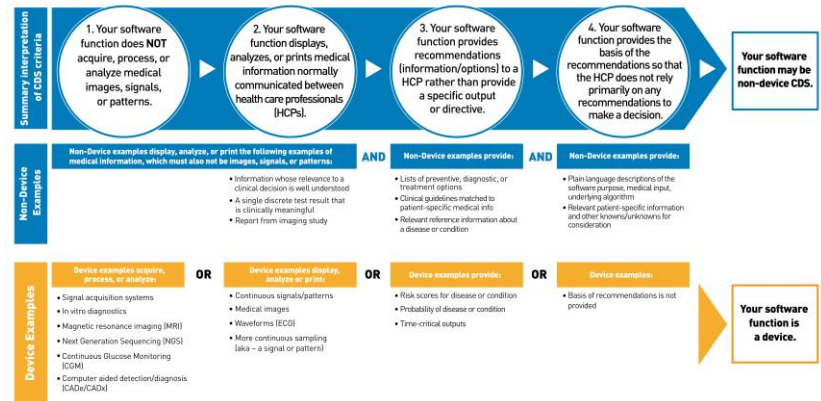 Summary interpretation
of CDS criteria
1. Your software
function does NOT
acquire, process, or
analyze medical
images, signals,
or patterns.
2. Your software
function displays,
analyzes, or prints medical
information normally
communicated between
health care professionals
(HCPs).
3. Your software
function provides
recommendations
(information/options) to a
HCP rather than provide
a specific output
or directive.
4. Your software
function provides the
basis of the
recommendations so that
the HCP does not rely
primarily on any
recommendations to
make a decision.
Your software
function may be
non-device CDS.
Non-Device
Examples
Non-Device examples display, analyze, or print the following examples of
medical information, which must also not be images, signals, or patterns:
• Information whose relevance to a
clinical decision is well understood
• A single discrete test result that
is clinically meaningful
• Report from imaging study
AND
Non-Device examples provide:
• Lists of preventive, diagnostic, or
treatment options
• Clinical guidelines matched to
patient-specific medical info
• Relevant reference information about
a disease or condition
AND
Non-Device examples provide:
• Plain language descriptions of the
software purpose, medical input,
underlying algorithm
• Relevant patient-specific information
and other knowns/unknowns for
consideration
Device Examples
Device examples acquire,
process, or analyze:
• Signal acquisition systems
• In vitro diagnostics
• Magnetic resonance imaging (MRI)
• Next Generation Sequencing (NGS)
• Continuous Glucose Monitoring
(CGM)
• Computer aided detection/diagnosis
(CADe/CADx)
OR
Device examples display,
analyze or print:
• Continuous signals/patterns
• Medical images
• Waveforms (ECG)
• More continuous sampling
(aka – a signal or pattern)
OR
Device examples provide:
• Risk scores for disease or condition
• Probability of disease or condition
• Time-critical outputs
OR
Device examples:
• Basis of recommendations is not
provided
Your software
function is
a device.